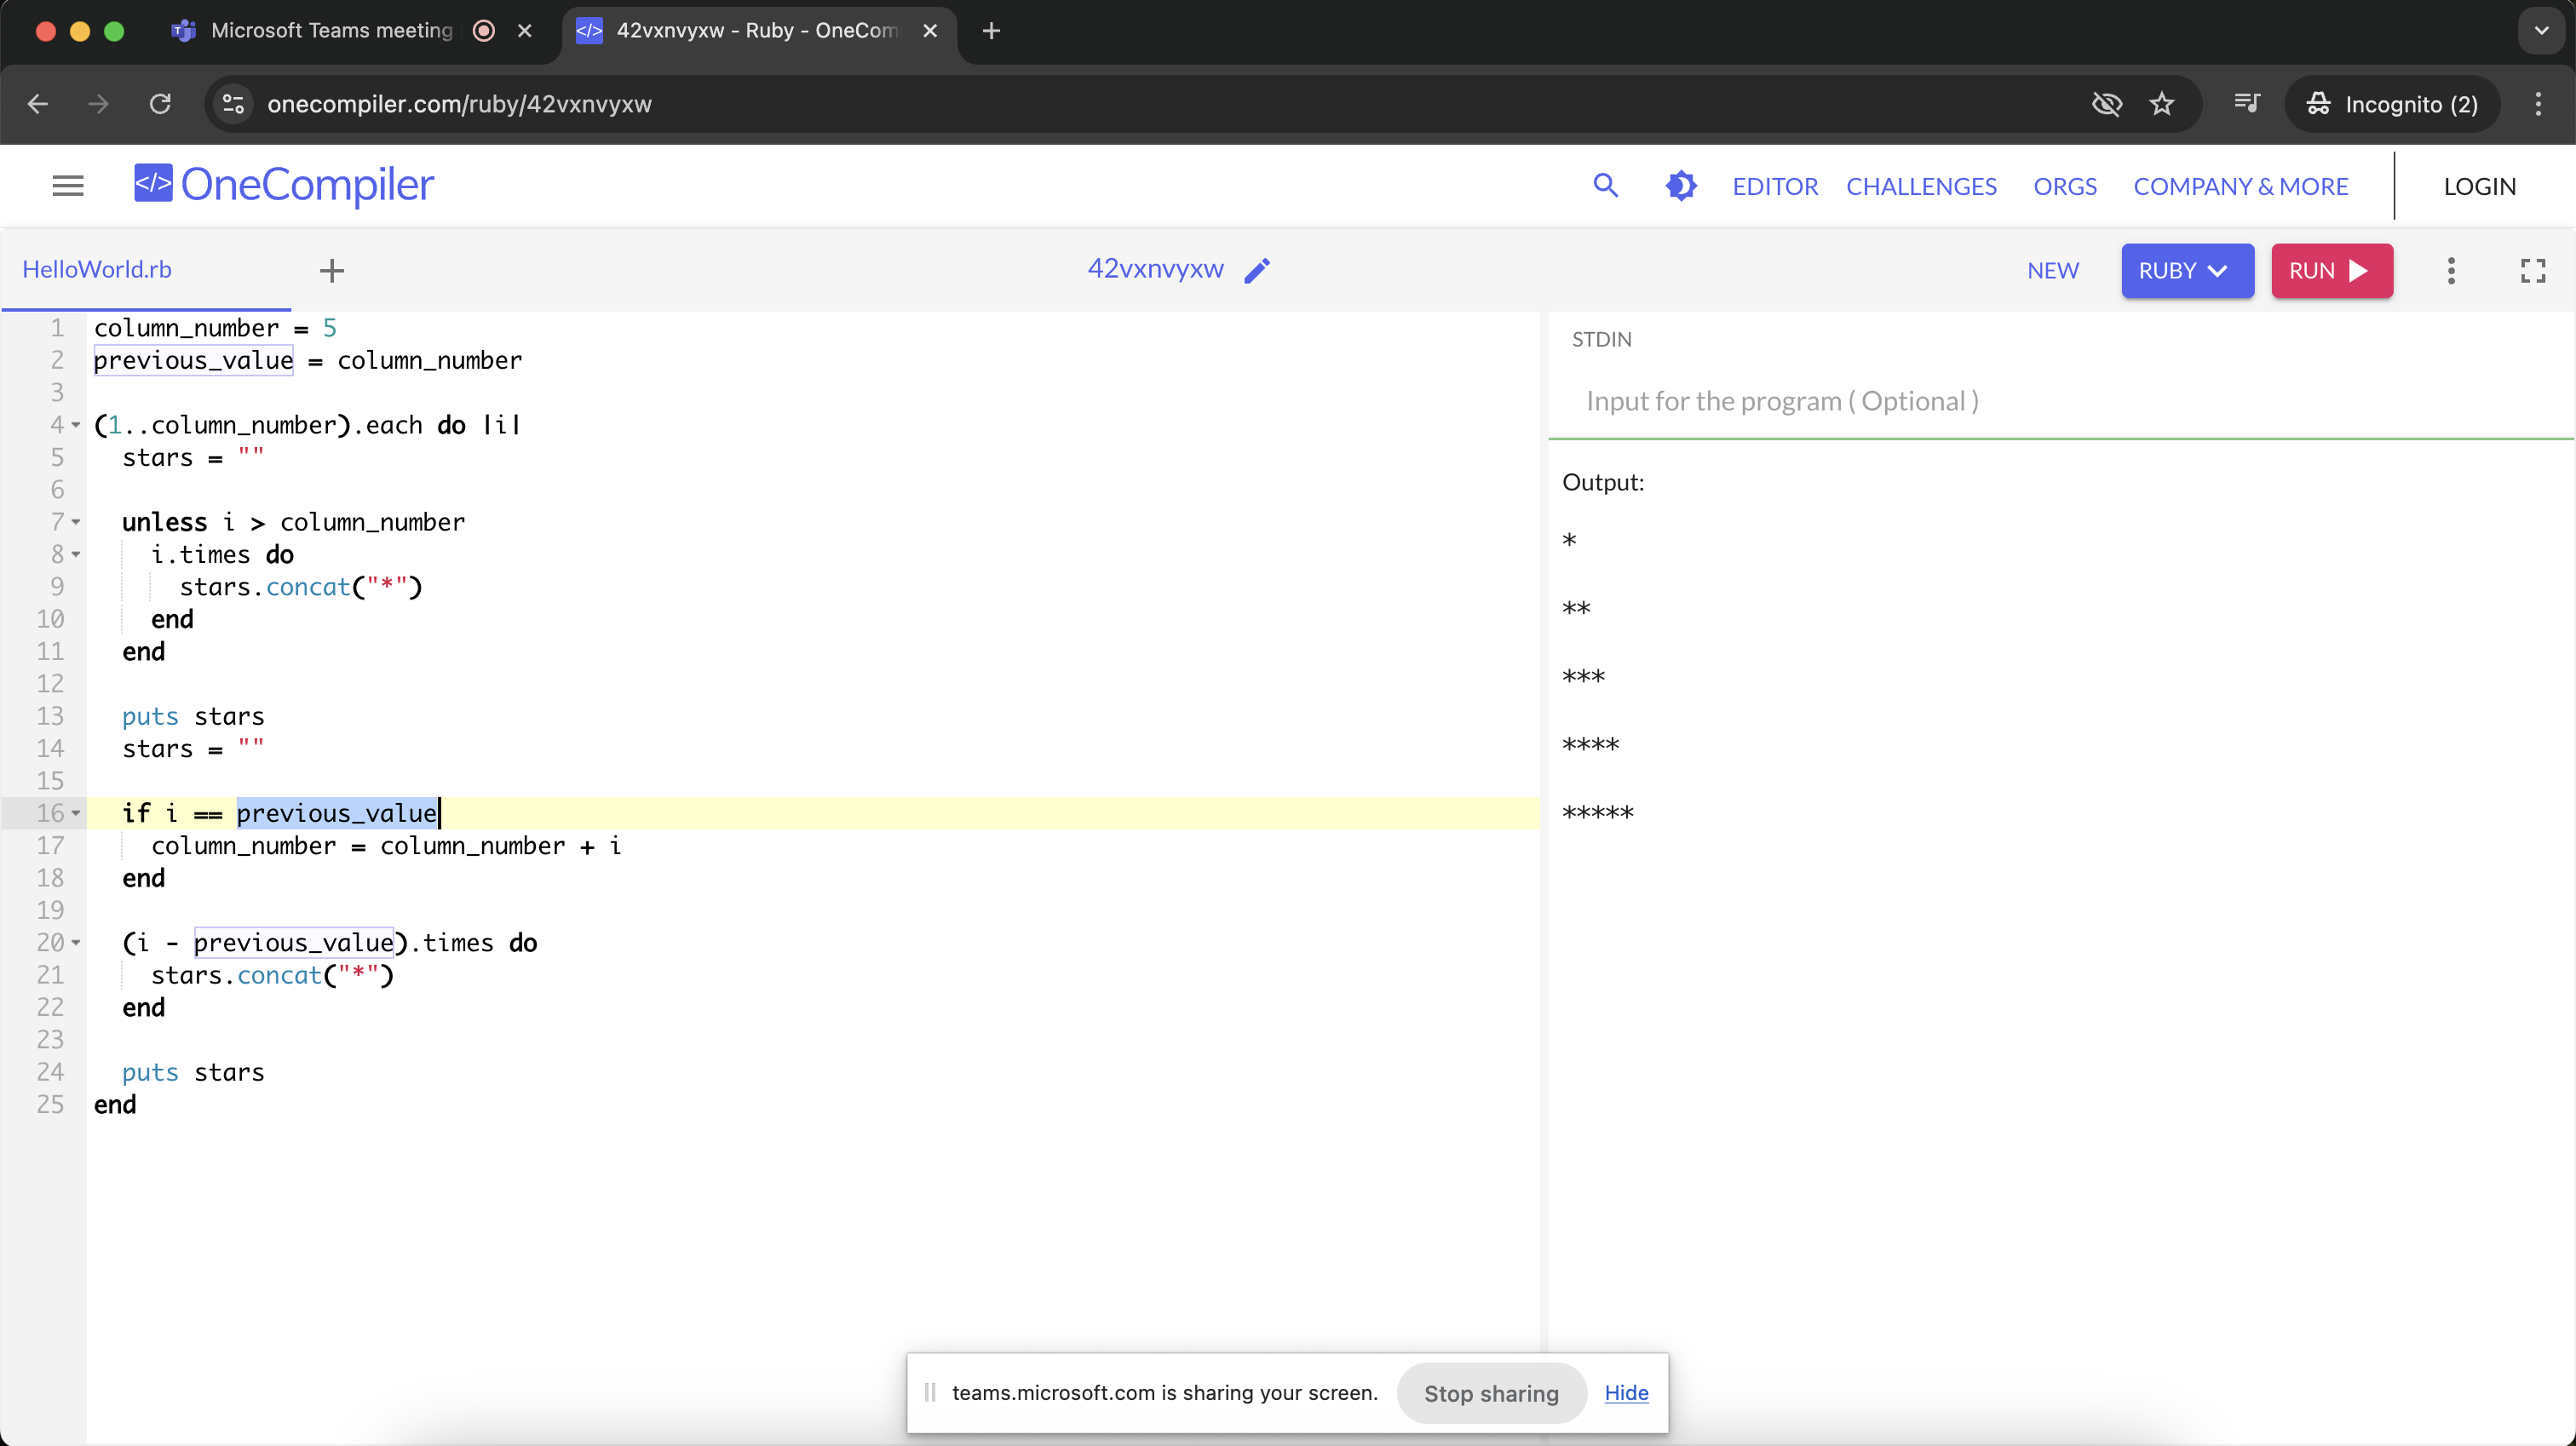 Microsoft Teams meeting
42vxnvyxw - Ruby - OneCom
onecompiler.com/ruby/42vxnvyxw
Incognito (2)
</> OneCompiler
EDITOR
CHALLENGES
ORGS
COMPANY & MORE
LOGIN
HelloWorld.rb
42vxnvyxw
NEW
RUBY
RUN
1 column_number = 5
2 previous_value = column_number
3
4 (1..column_number).each do |i|
5   stars = ""
6
7   unless i > column_number
8     i.times do
9       stars.concat("*")
10     end
11   end
12
13   puts stars
14   stars = ""
15
16   if i == previous_value
17     column_number = column_number + i
18   end
19
20   (i - previous_value).times do
21     stars.concat("*")
22   end
23
24   puts stars
25 end
STDIN
Input for the program ( Optional )
Output:
*
**
***
****
*****
teams.microsoft.com is sharing your screen.
Stop sharing
Hide